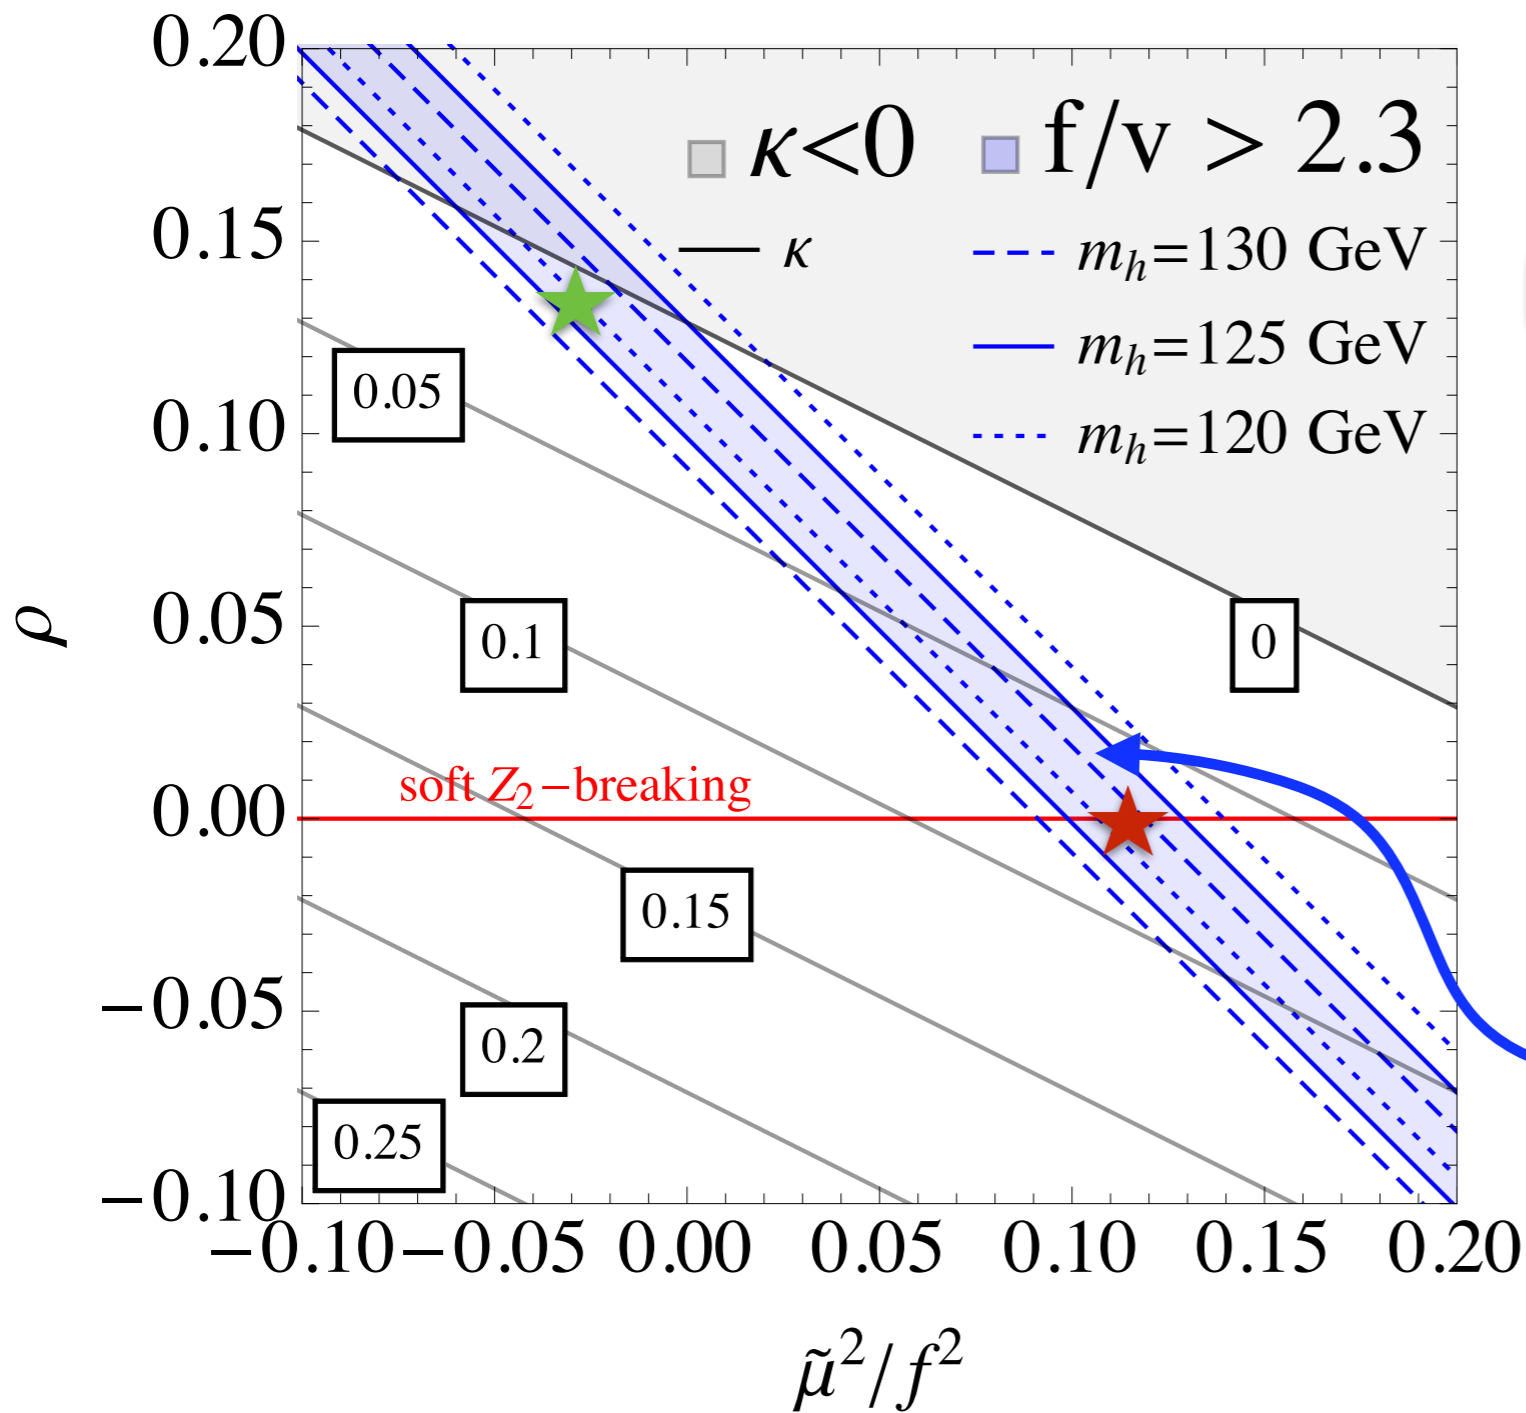 0.20
κ<0 f/v > 2.3
κ
m_h=130 GeV
0.15
m_h=125 GeV
0.05
0.10
m_h=120 GeV
ρ
0.1
0.05
0
soft Z₂−breaking
0.00
0.15
−0.05
0.2
0.25
−0.10
−0.10 −0.05 0.00 0.05 0.10 0.15 0.20
μ̃²/f²